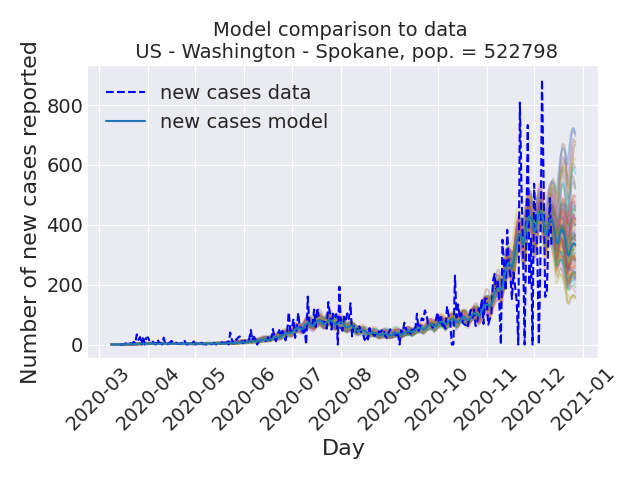 Model comparison to data
US - Washington - Spokane, pop. = 522798
Number of new cases reported
800
600
400
200
0
new cases data
new cases model
2020-03
2020-04
2020-05
2020-06
2020-07
2020-08
2020-09
2020-10
2020-11
2020-12
2021-01
Day